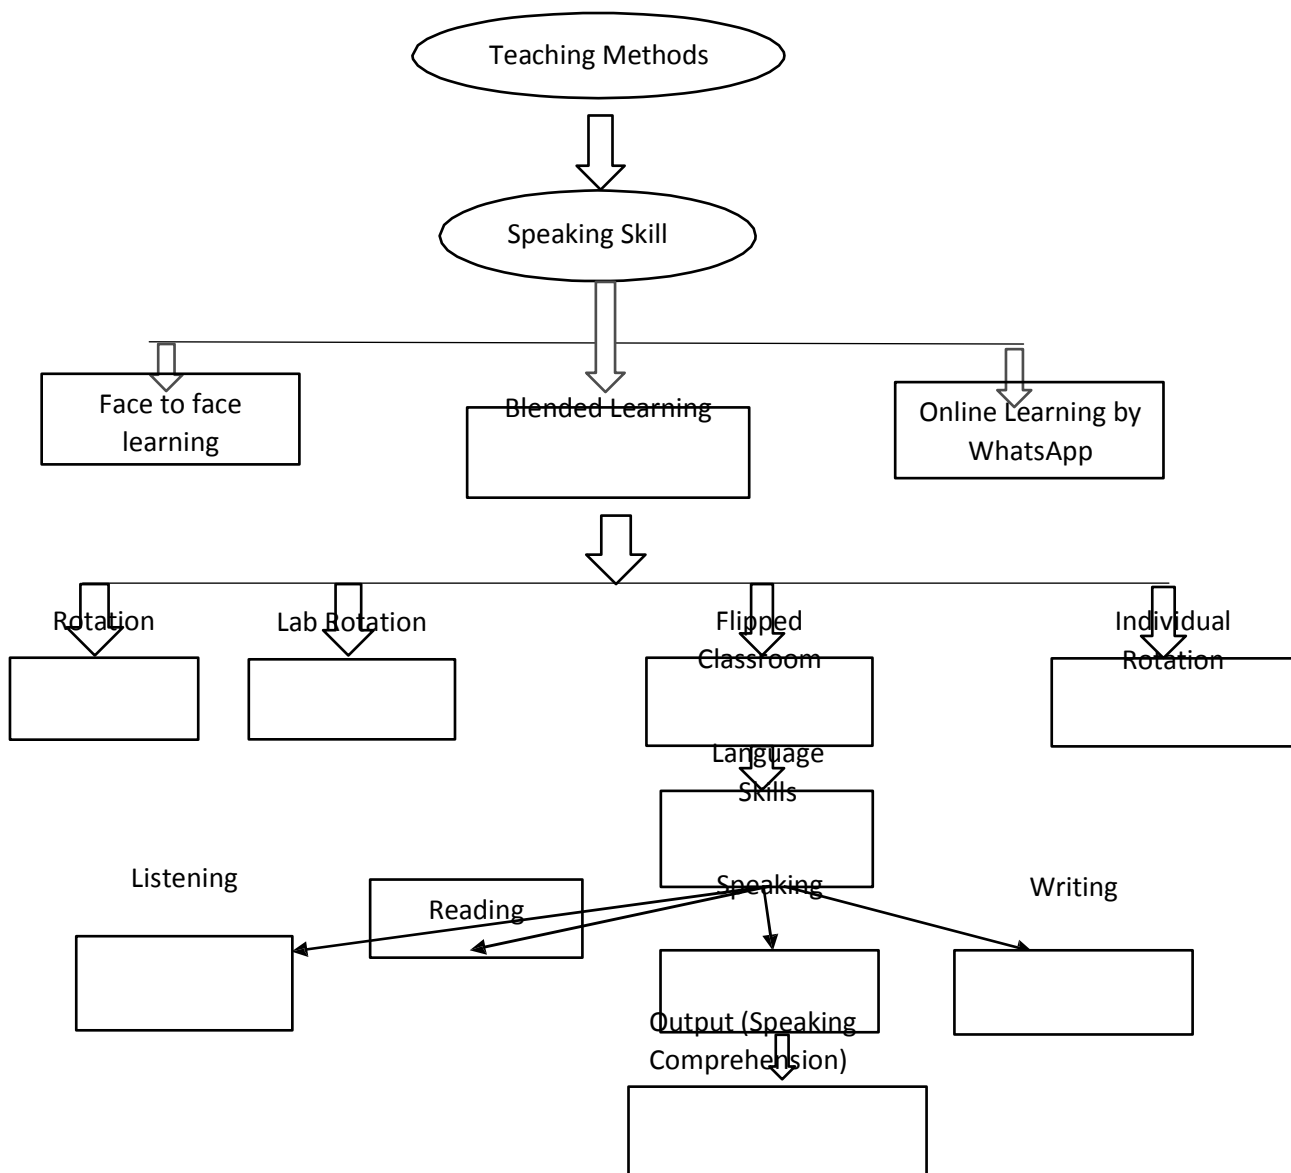 Teaching Methods
Speaking Skill
Face to face
learning
Blended Learning
Online Learning by
WhatsApp
Rotation
Lab Rotation
Flipped
Classroom
Individual
Rotation
Language
Skills
Listening
Reading
Speaking
Writing
Output (Speaking
Comprehension)